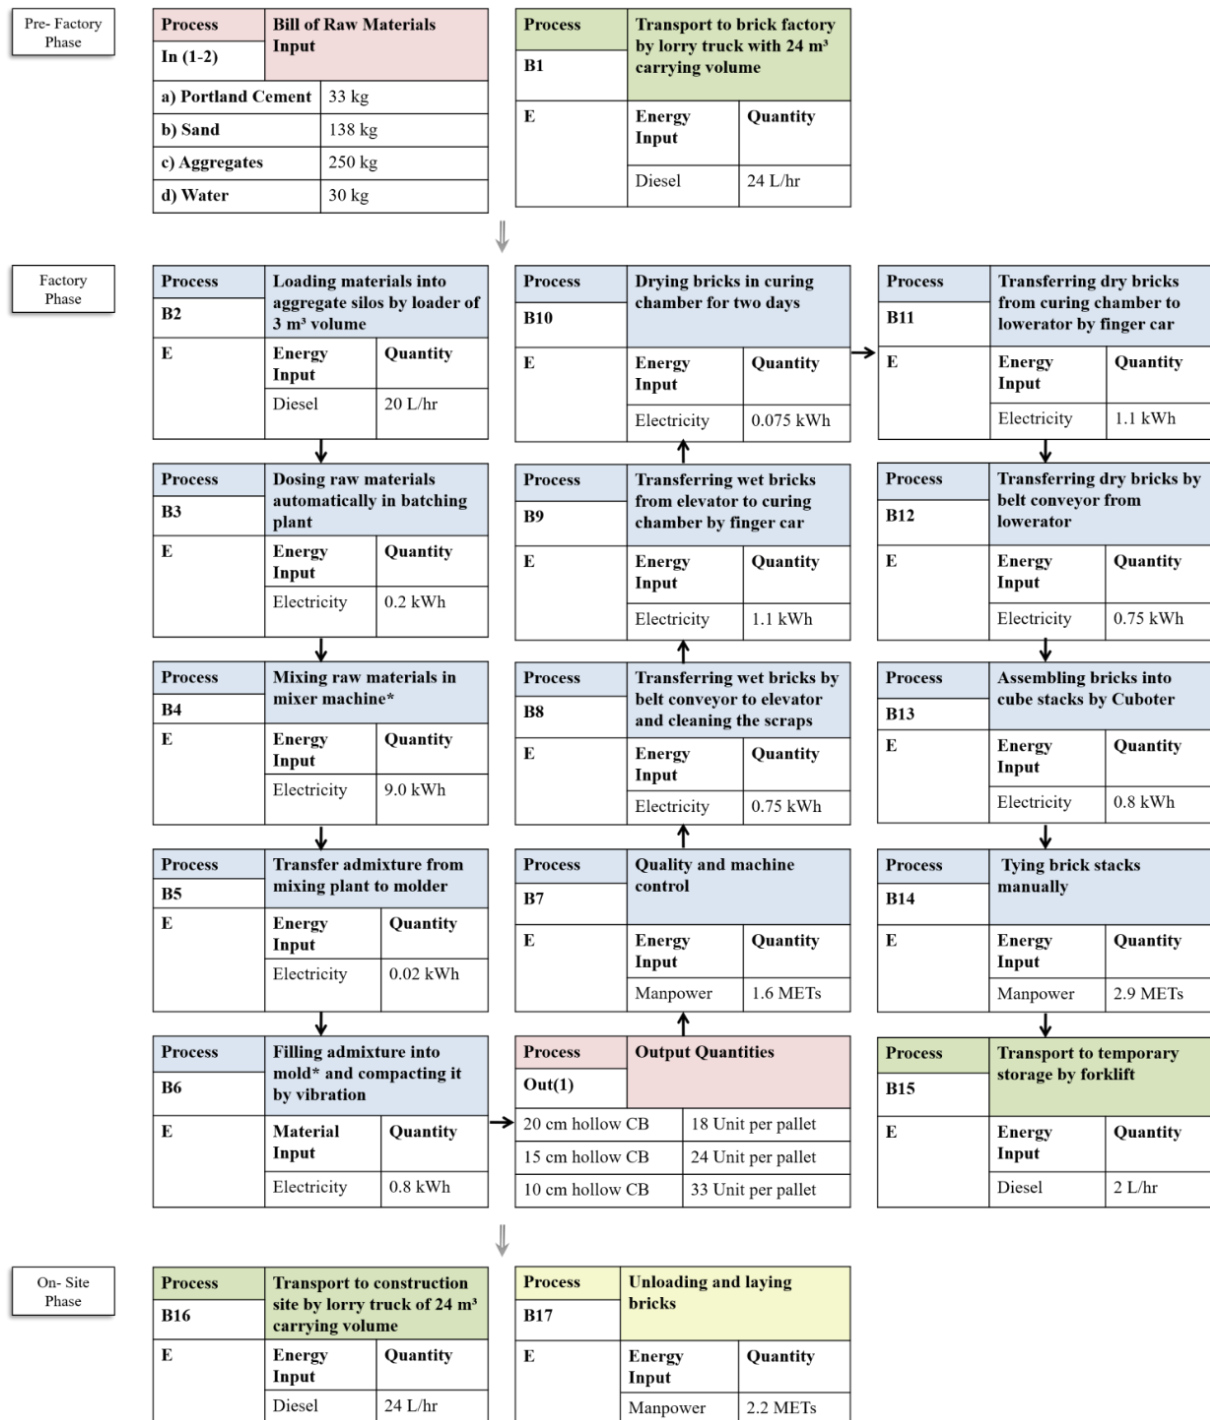 Pre- Factory
Phase
Process
Bill of Raw Materials
Input
In (1-2)
a) Portland Cement
33 kg
b) Sand
138 kg
c) Aggregates
250 kg
d) Water
30 kg
Process
Transport to brick factory
by lorry truck with 24 m³
carrying volume
B1
E
Energy
Input
Quantity
Diesel
24 L/hr
Factory
Phase
Process
Loading materials into
aggregate silos by loader of
3 m³ volume
B2
E
Energy
Input
Quantity
Diesel
20 L/hr
Process
Dosing raw materials
automatically in batching
plant
B3
E
Energy
Input
Quantity
Electricity
0.2 kWh
Process
Mixing raw materials in
mixer machine*
B4
E
Energy
Input
Quantity
Electricity
9.0 kWh
Process
Transfer admixture from
mixing plant to molder
B5
E
Energy
Input
Quantity
Electricity
0.02 kWh
Process
Filling admixture into
mold* and compacting it
by vibration
B6
E
Material
Input
Quantity
Electricity
0.8 kWh
Process
Output Quantities
Out(1)
20 cm hollow CB
18 Unit per pallet
15 cm hollow CB
24 Unit per pallet
10 cm hollow CB
33 Unit per pallet
Process
Quality and machine
control
B7
E
Energy
Input
Quantity
Manpower
1.6 METs
Process
Transferring wet bricks by
belt conveyor to elevator
and cleaning the scraps
B8
E
Energy
Input
Quantity
Electricity
0.75 kWh
Process
Transferring wet bricks
from elevator to curing
chamber by finger car
B9
E
Energy
Input
Quantity
Electricity
1.1 kWh
Process
Drying bricks in curing
chamber for two days
B10
E
Energy
Input
Quantity
Electricity
0.075 kWh
Process
Transferring dry bricks
from curing chamber to
lowerator by finger car
B11
E
Energy
Input
Quantity
Electricity
1.1 kWh
Process
Transferring dry bricks by
belt conveyor from
lowerator
B12
E
Energy
Input
Quantity
Electricity
0.75 kWh
Process
Assembling bricks into
cube stacks by Cuboter
B13
E
Energy
Input
Quantity
Electricity
0.8 kWh
Process
Tying brick stacks
manually
B14
E
Energy
Input
Quantity
Manpower
2.9 METs
Process
Transport to temporary
storage by forklift
B15
E
Energy
Input
Quantity
Diesel
2 L/hr
On- Site
Phase
Process
Transport to construction
site by lorry truck of 24 m³
carrying volume
B16
E
Energy
Input
Quantity
Diesel
24 L/hr
Process
Unloading and laying
bricks
B17
E
Energy
Input
Quantity
Manpower
2.2 METs